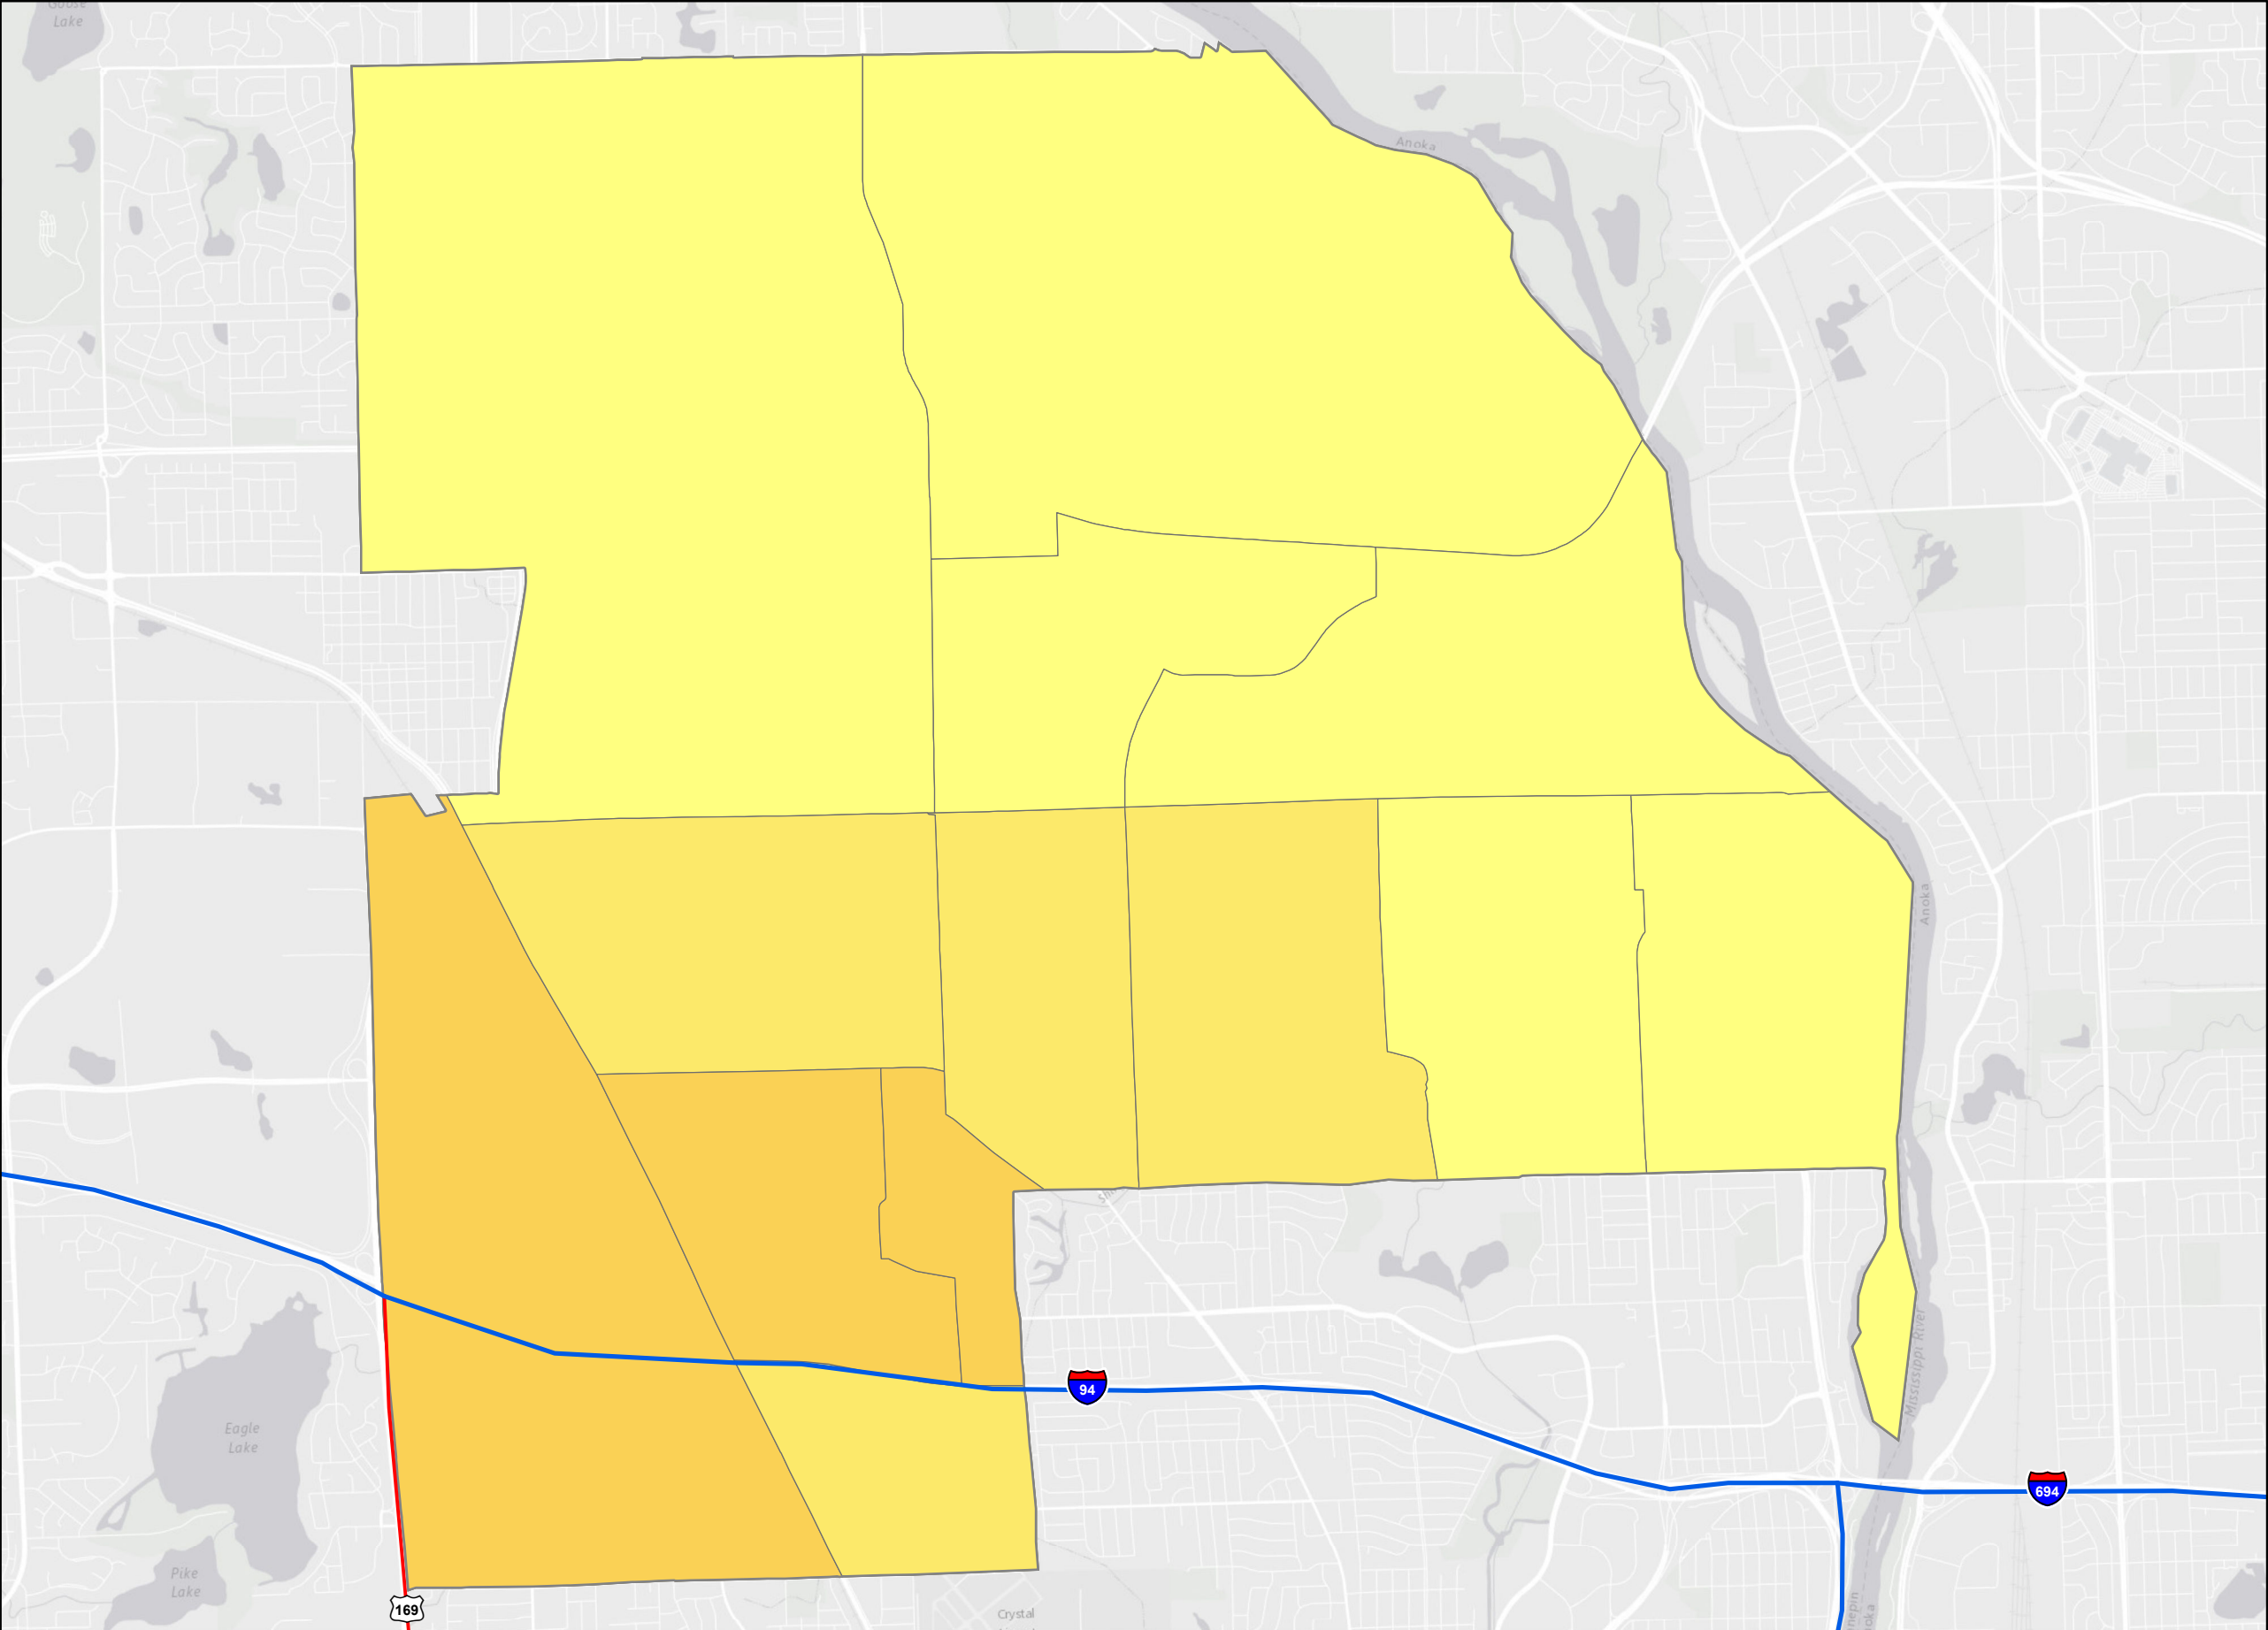 Goose
Lake
Anoka
Anoka
Mississippi River
94
Eagle
Lake
694
Pike
Lake
169
Crystal